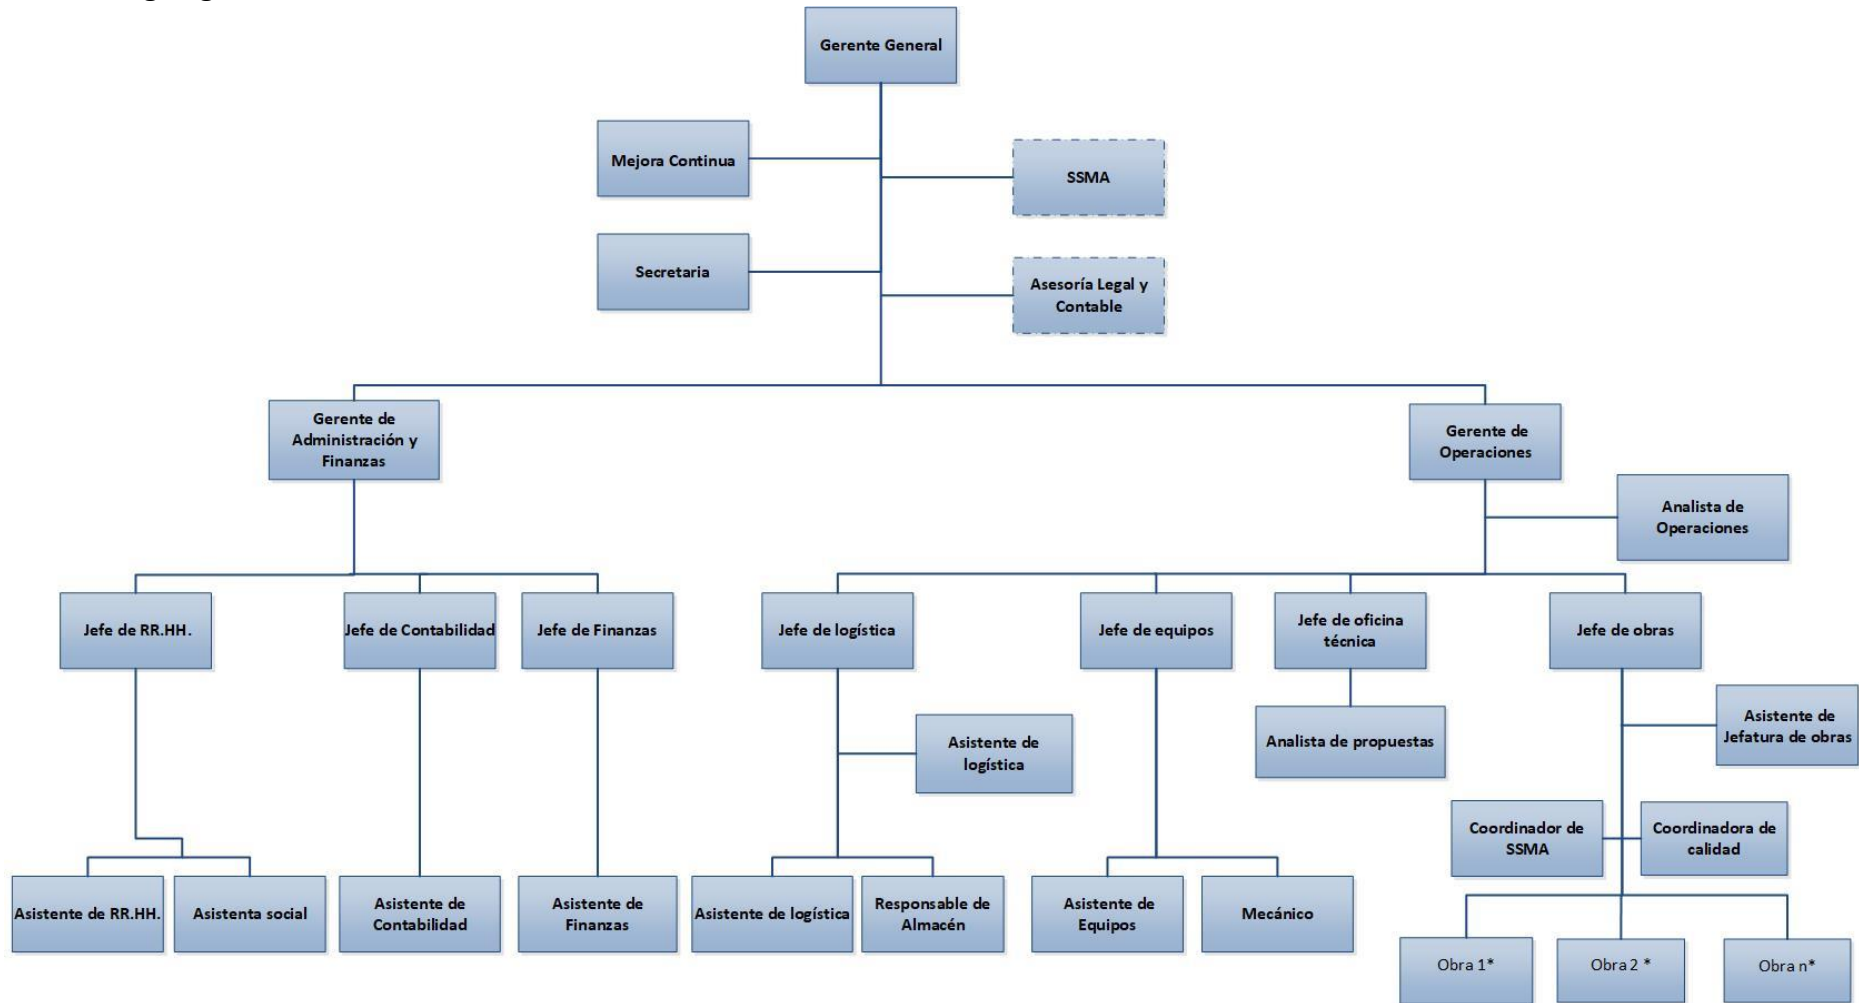 Gerente General
Mejora Continua
SSMA
Secretaria
Asesoría Legal y
Contable
Gerente de
Administración y
Finanzas
Gerente de
Operaciones
Analista de
Operaciones
Jefe de RR.HH.
Jefe de Contabilidad
Jefe de Finanzas
Jefe de logística
Jefe de equipos
Jefe de oficina
técnica
Jefe de obras
Asistente de
logística
Analista de propuestas
Asistente de
Jefatura de obras
Coordinador de
SSMA
Coordinadora de
calidad
Asistente de RR.HH.
Asistenta social
Asistente de
Contabilidad
Asistente de
Finanzas
Asistente de logística
Responsable de
Almacén
Asistente de
Equipos
Mecánico
Obra 1*
Obra 2 *
Obra n*